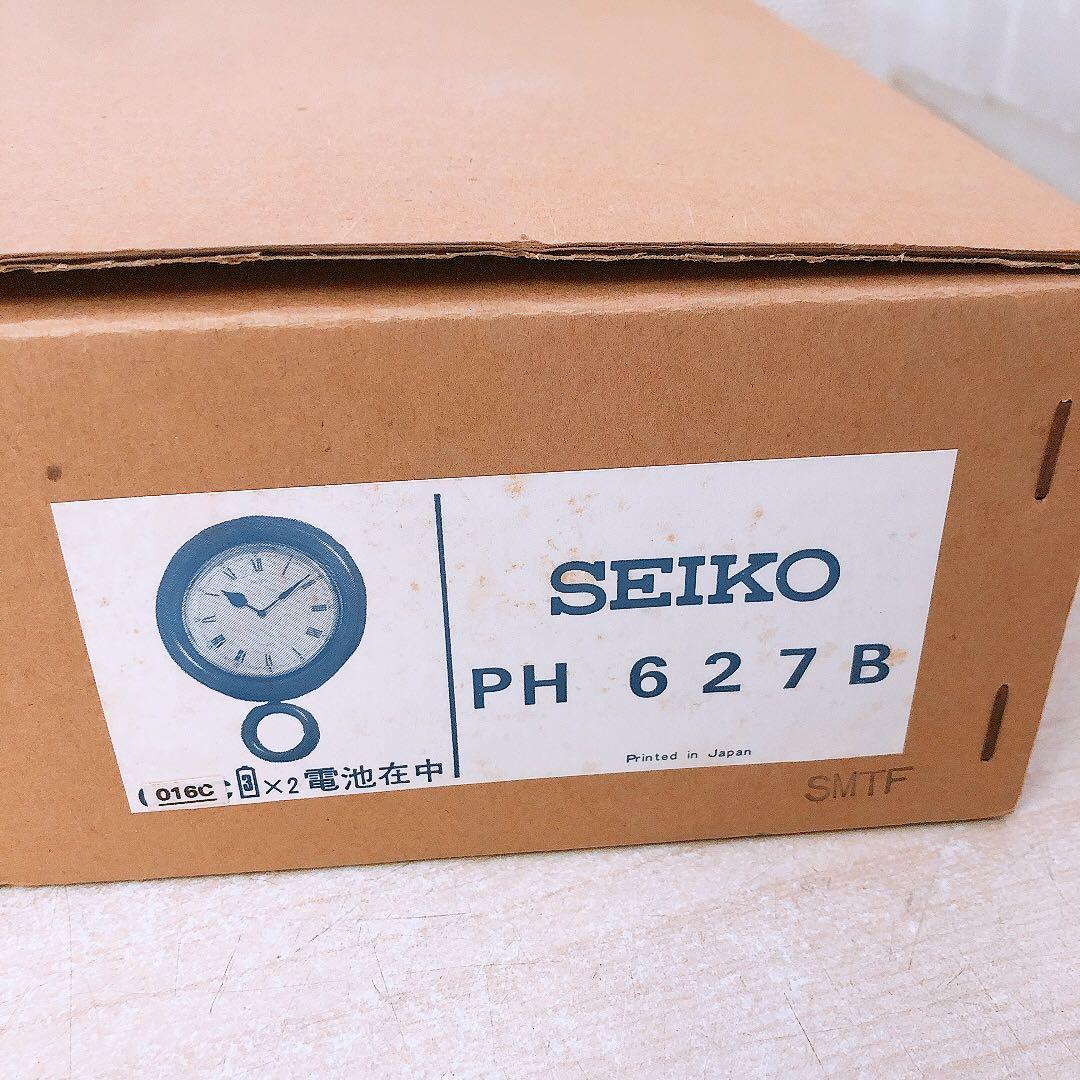 SEIKO
PH 627B
Printed in Japan
016C 3×2電池在中
SMTF